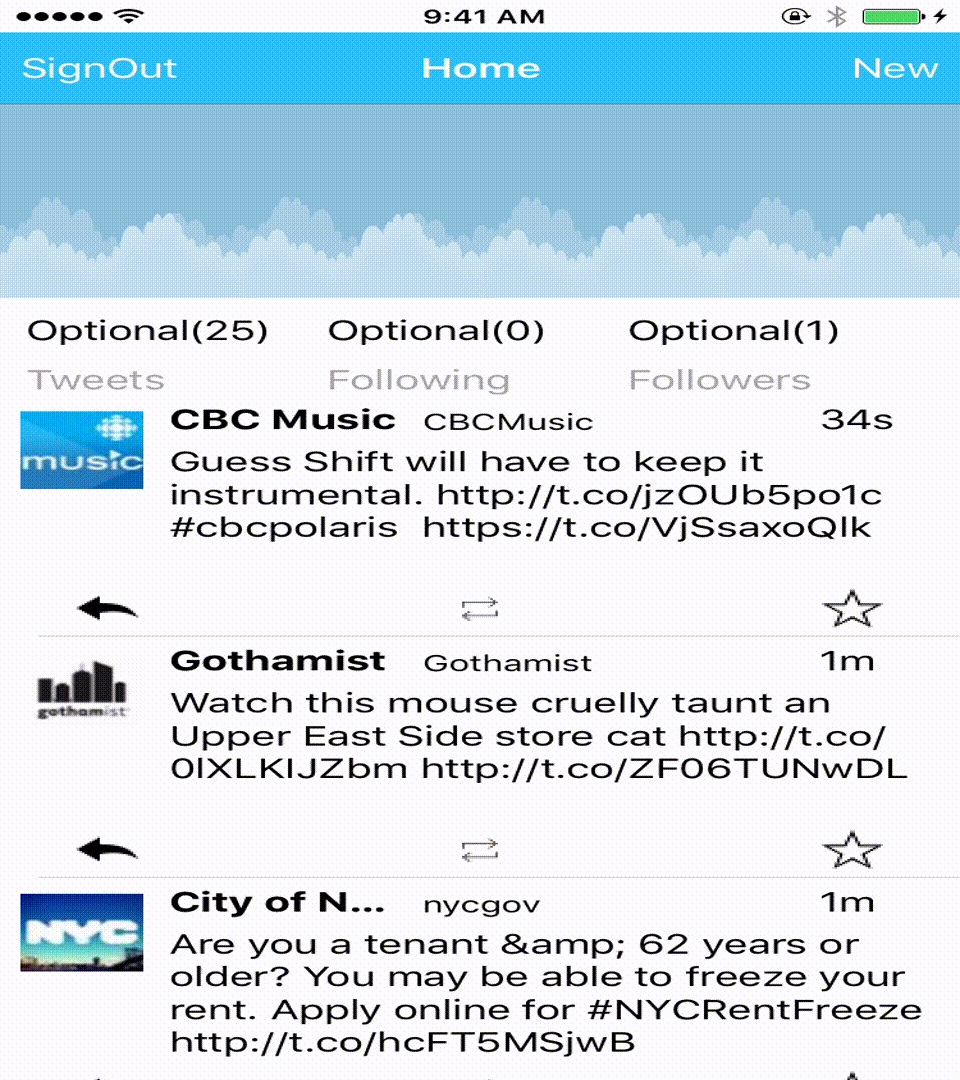 9:41 AM
SignOut Home New
Optional(25) Optional(0) Optional(1)
Tweets Following Followers
CBC Music CBCMusic 34s
music
Guess Shift will have to keep it
instrumental. http://t.co/jzOUb5po1c
#cbcpolaris https://t.co/VjSsaxoQlk
Gothamist Gothamist 1m
gothamist
Watch this mouse cruelly taunt an
Upper East Side store cat http://t.co/
0lXLKIJZbm http://t.co/ZF06TUNwDL
City of N... nycgov 1m
NYC
Are you a tenant &amp; 62 years or
older? You may be able to freeze your
rent. Apply online for #NYCRentFreeze
http://t.co/hcFT5MSjwB